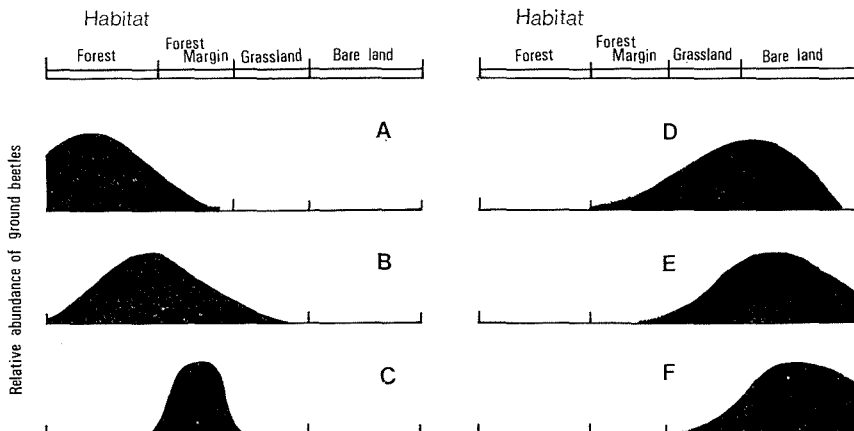 Habitat
Forest
Forest Margin
Grassland
Bare land
Relative abundance of ground beetles
A
B
C
Habitat
Forest
Forest Margin
Grassland
Bare land
D
E
F